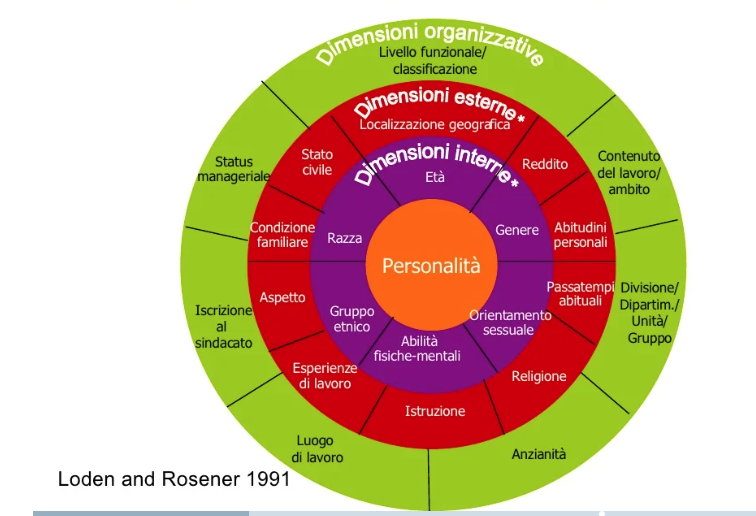 Dimensioni organizzative
Livello funzionale/
classificazione
Dimensioni esterne*
Localizzazione geografica
Dimensioni interne*
Età
Stato
civile
Reddito
Status
manageriale
Contenuto
del lavoro/
ambito
Condizione
familiare
Razza
Genere
Abitudini
personali
Personalità
Aspetto
Gruppo
etnico
Orientamento
sessuale
Passatempi
abituali
Divisione/
Dipartim./
Unità/
Gruppo
Iscrizione
al
sindacato
Abilità
fisiche-mentali
Esperienze
di lavoro
Religione
Istruzione
Luogo
di lavoro
Anzianità
Loden and Rosener 1991